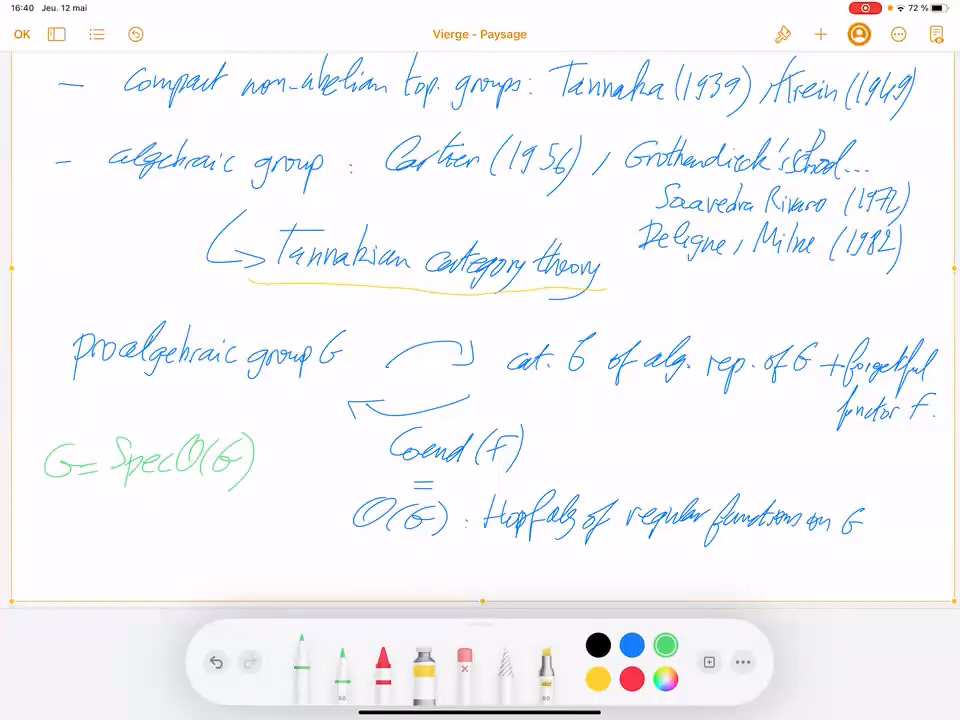 16:40 Jeu. 12 mai
72 %
OK
Vierge - Paysage
— Compact non-abelian top. groups: Tannaka (1939), Krein (1949)
— algebraic group : Cartier (1956), Grothendieck's school...
Saavedra Rivaro (1972)
Deligne, Milne (1982)
↳ Tannakian category theory
proalgebraic group G
cat. G of alg. rep. of G + forgetful
functor F.
G = Spec O(G)
Coend (F)
=
O(G) : Hopf alg of regular functions on G